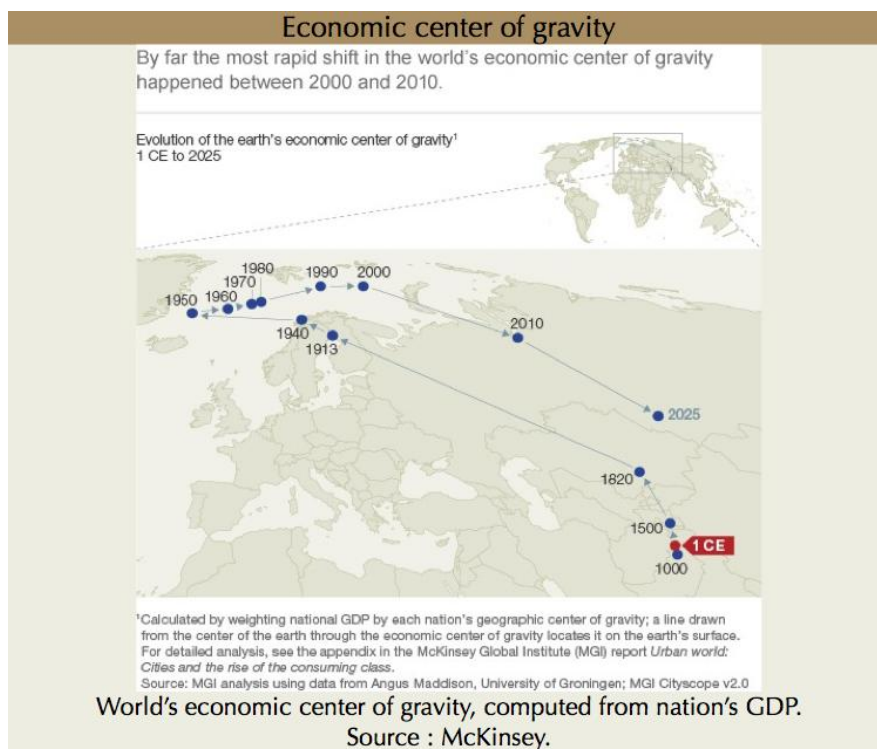 Economic center of gravity
By far the most rapid shift in the world's economic center of gravity
happened between 2000 and 2010.
Evolution of the earth's economic center of gravity¹
1 CE to 2025
1980
1970
1990
2000
1950
1960
1940
1913
2010
2025
1820
1500
1 CE
1000
¹Calculated by weighting national GDP by each nation's geographic center of gravity; a line drawn
from the center of the earth through the economic center of gravity locates it on the earth's surface.
For detailed analysis, see the appendix in the McKinsey Global Institute (MGI) report Urban world:
Cities and the rise of the consuming class.
Source: MGI analysis using data from Angus Maddison, University of Groningen; MGI Cityscope v2.0
World's economic center of gravity, computed from nation's GDP.
Source : McKinsey.